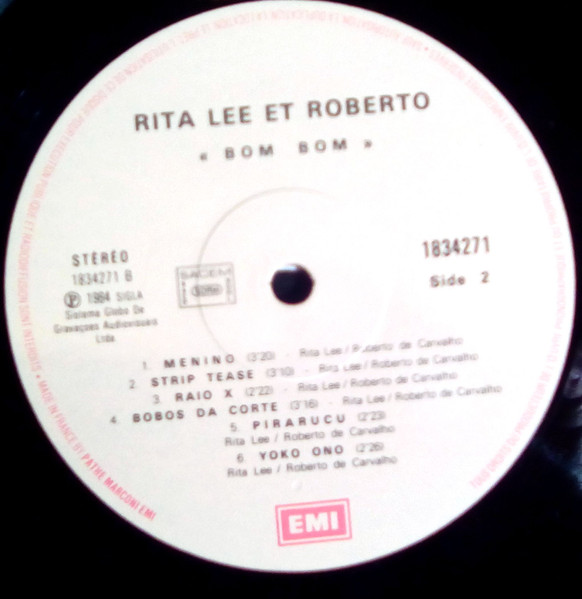 RITA LEE ET ROBERTO
« BOM BOM »
STÉRÉO
1834271 B
℗ 1984 SIGLA
Sistema Globo De
Gravaçoes Audiovisuais
Ltda
SACEM
1834271
Side 2
1. MENINO (3'20) - Rita Lee / Roberto de Carvalho
2. STRIP TEASE (3'10) - Rita Lee / Roberto de Carvalho
3. RAIO X (2'22) - Rita Lee / Roberto de Carvalho
4. BOBOS DA CORTE (3'16) - Rita Lee / Roberto de Carvalho
5. PIRARUCU (2'23)
Rita Lee / Roberto de Carvalho
6. YOKO ONO (2'26)
Rita Lee / Roberto de Carvalho
EMI
MADE IN FRANCE BY PATHE MARCONI EMI